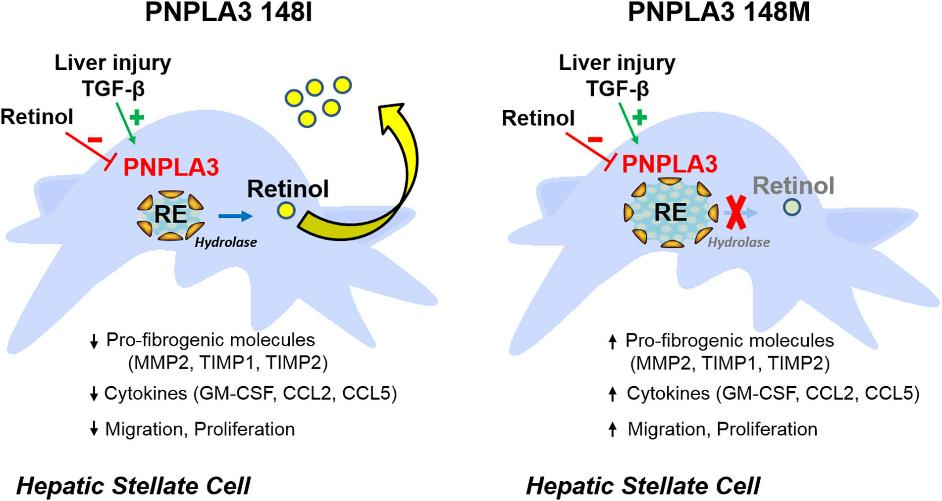 PNPLA3 148I
Liver injury
TGF-β
+
Retinol
−
PNPLA3
RE
Retinol
Hydrolase
↓ Pro-fibrogenic molecules
(MMP2, TIMP1, TIMP2)
↓ Cytokines (GM-CSF, CCL2, CCL5)
↓ Migration, Proliferation
Hepatic Stellate Cell
PNPLA3 148M
Liver injury
TGF-β
+
Retinol
−
PNPLA3
RE
Retinol
Hydrolase
↑ Pro-fibrogenic molecules
(MMP2, TIMP1, TIMP2)
↑ Cytokines (GM-CSF, CCL2, CCL5)
↑ Migration, Proliferation
Hepatic Stellate Cell